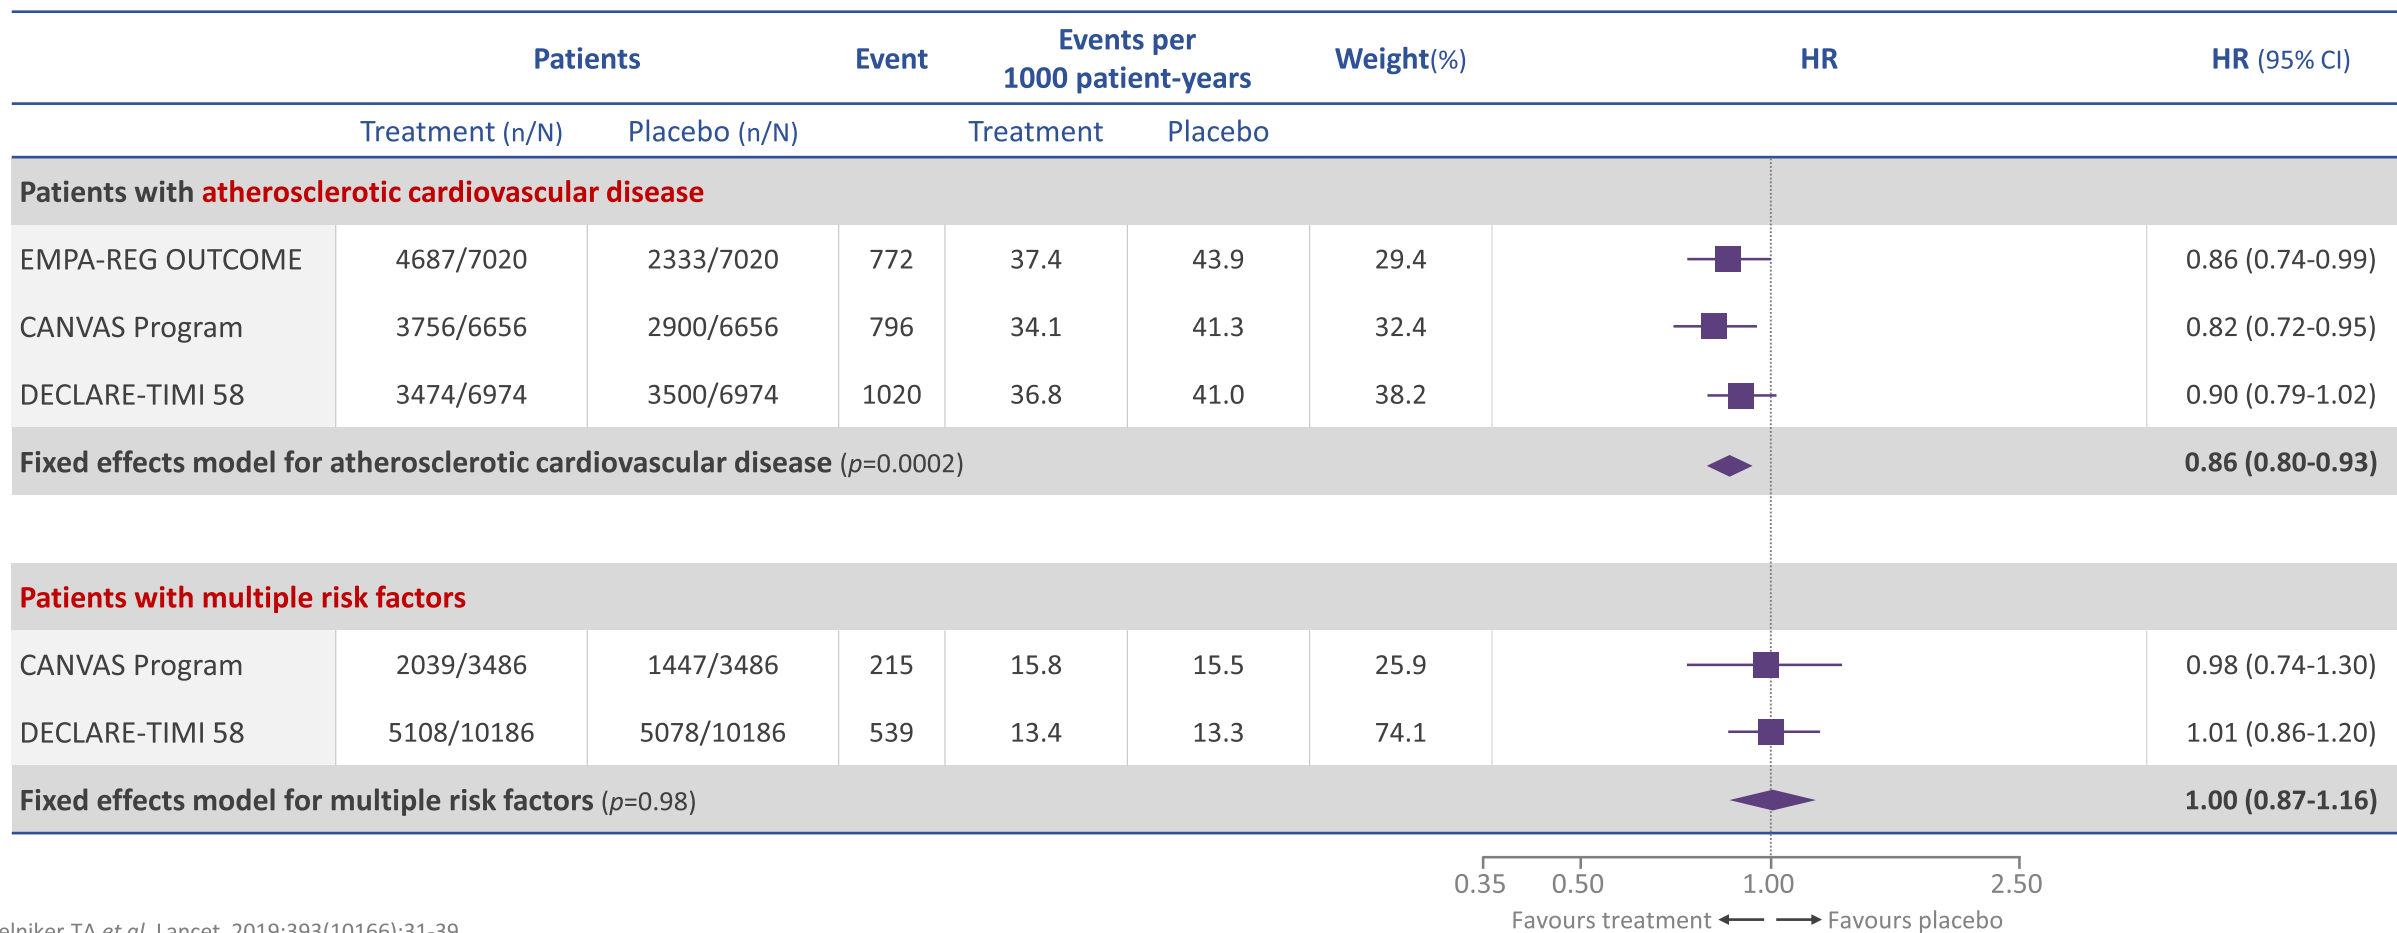 Patients Event Events per 1000 patient-years Weight(%) HR HR (95% CI)
Treatment (n/N) Placebo (n/N) Treatment Placebo
Patients with atherosclerotic cardiovascular disease
EMPA-REG OUTCOME 4687/7020 2333/7020 772 37.4 43.9 29.4 0.86 (0.74-0.99)
CANVAS Program 3756/6656 2900/6656 796 34.1 41.3 32.4 0.82 (0.72-0.95)
DECLARE-TIMI 58 3474/6974 3500/6974 1020 36.8 41.0 38.2 0.90 (0.79-1.02)
Fixed effects model for atherosclerotic cardiovascular disease (p=0.0002) 0.86 (0.80-0.93)
Patients with multiple risk factors
CANVAS Program 2039/3486 1447/3486 215 15.8 15.5 25.9 0.98 (0.74-1.30)
DECLARE-TIMI 58 5108/10186 5078/10186 539 13.4 13.3 74.1 1.01 (0.86-1.20)
Fixed effects model for multiple risk factors (p=0.98) 1.00 (0.87-1.16)
0.35 0.50 1.00 2.50
Favours treatment Favours placebo
elniker TA et al. Lancet. 2019;393(10166):31-39